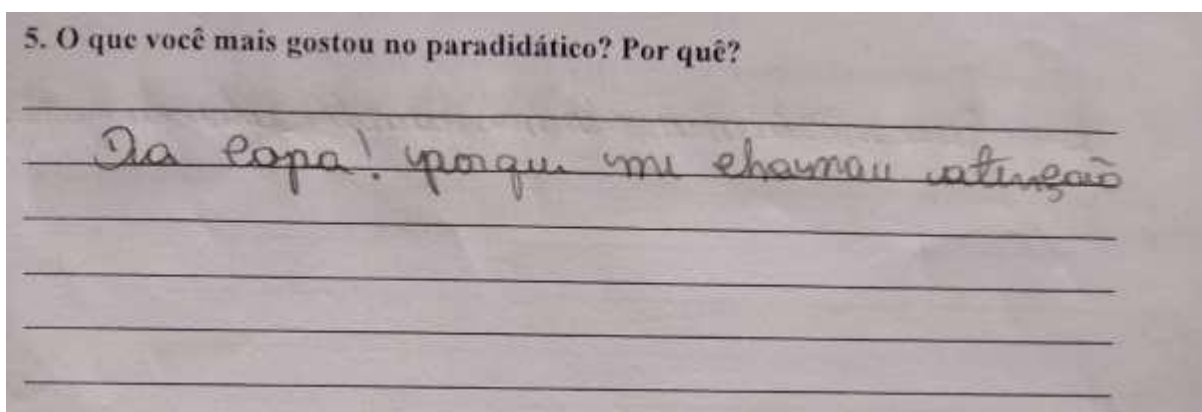 5. O que você mais gostou no paradidático? Por quê?
Da capa! porque me chamou atenção